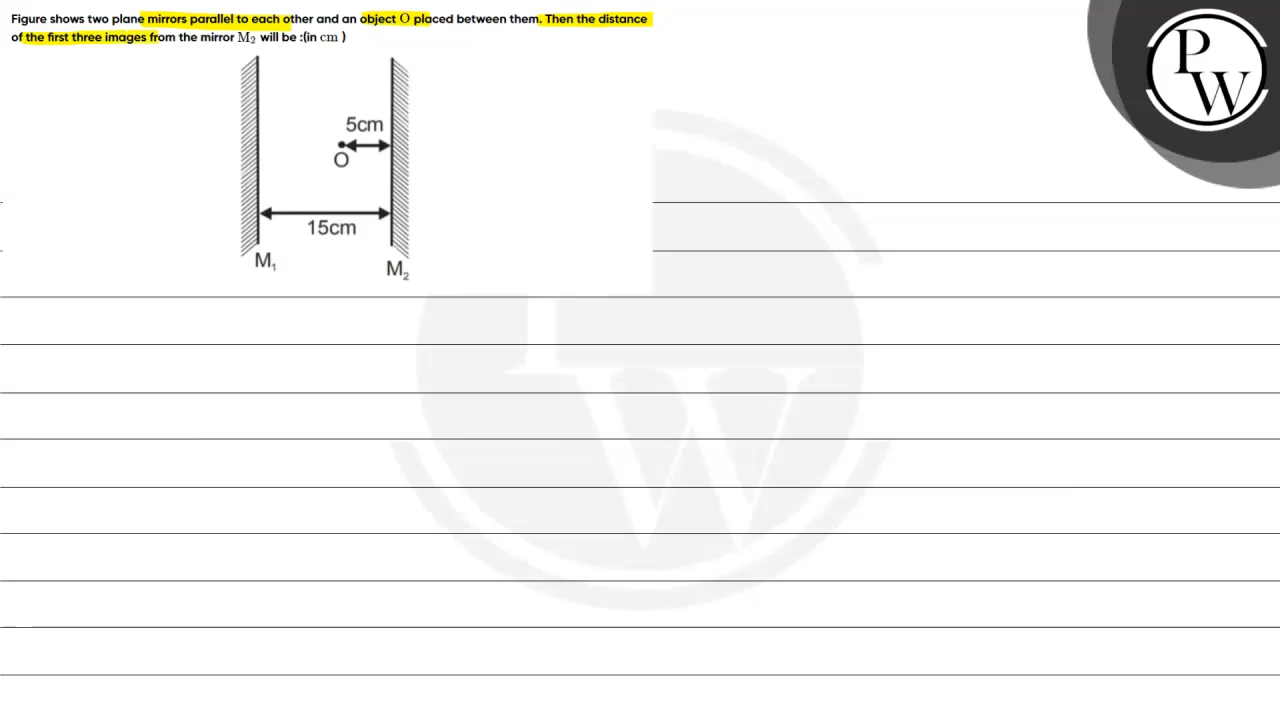 Figure shows two plane mirrors parallel to each other and an object O placed between them. Then the distance
of the first three images from the mirror M₂ will be :(in cm )
5cm
O
15cm
M₁
M₂
P
W